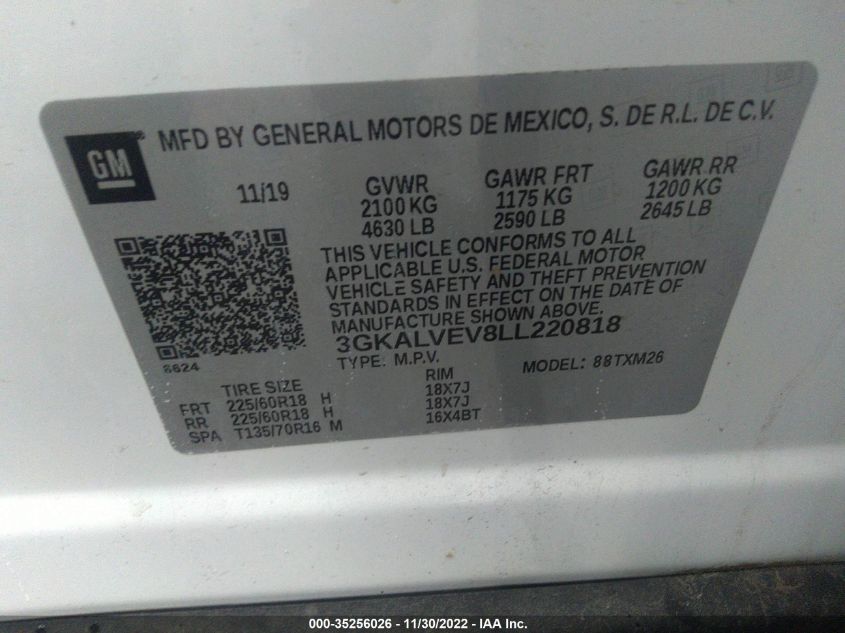 MFD BY GENERAL MOTORS DE MEXICO, S. DE R.L. DE C.V.
GM
11/19
GVWR
2100 KG
4630 LB
GAWR FRT
1175 KG
2590 LB
GAWR RR
1200 KG
2645 LB
THIS VEHICLE CONFORMS TO ALL
APPLICABLE U.S. FEDERAL MOTOR
VEHICLE SAFETY AND THEFT PREVENTION
STANDARDS IN EFFECT ON THE DATE OF
MANUFACTURE SHOWN ABOVE.
3GKALVEV8LL220818
TYPE: M.P.V. MODEL: 88TXM26
8624
TIRE SIZE RIM
FRT 225/60R18 H 18X7J
RR 225/60R18 H 18X7J
SPA T135/70R16 M 16X4BT
000-35256026 - 11/30/2022 - IAA Inc.